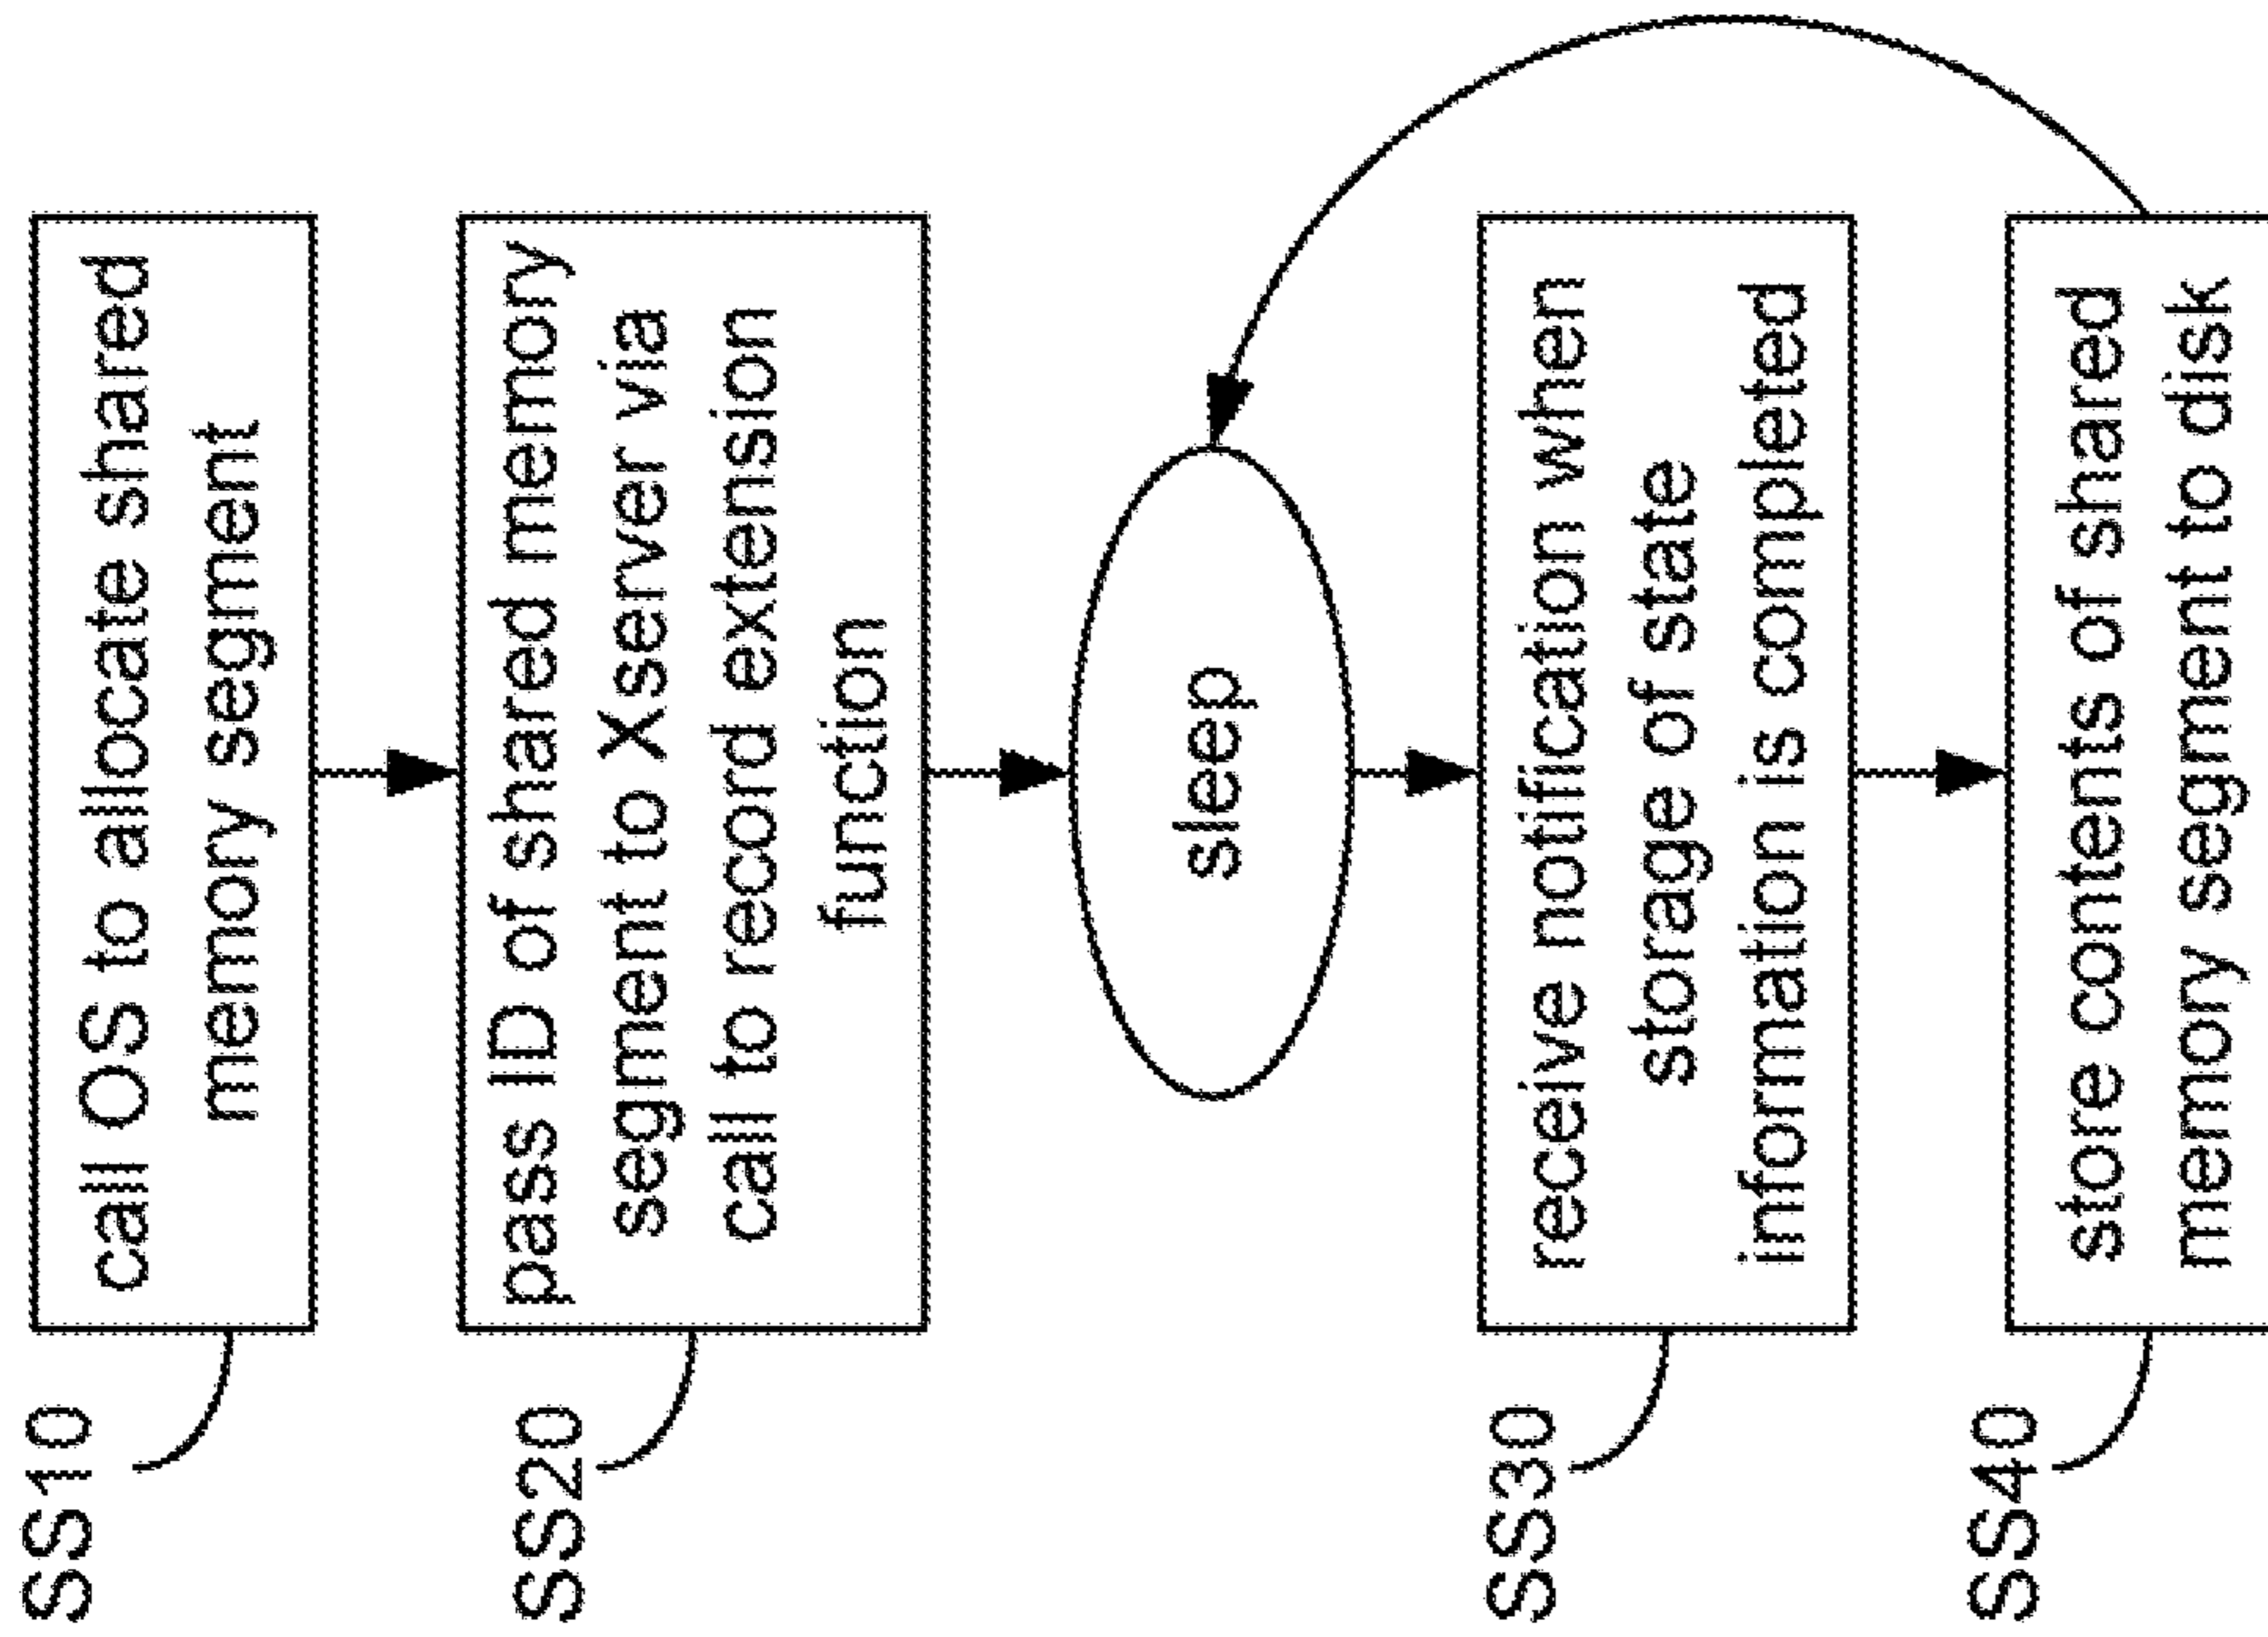 SS10
call OS to allocate shared
memory segment
SS20
pass ID of shared memory
segment to Xserver via
call to record extension
function
sleep
SS30
receive notification when
storage of state
information is completed
SS40
store contents of shared
memory segment to disk